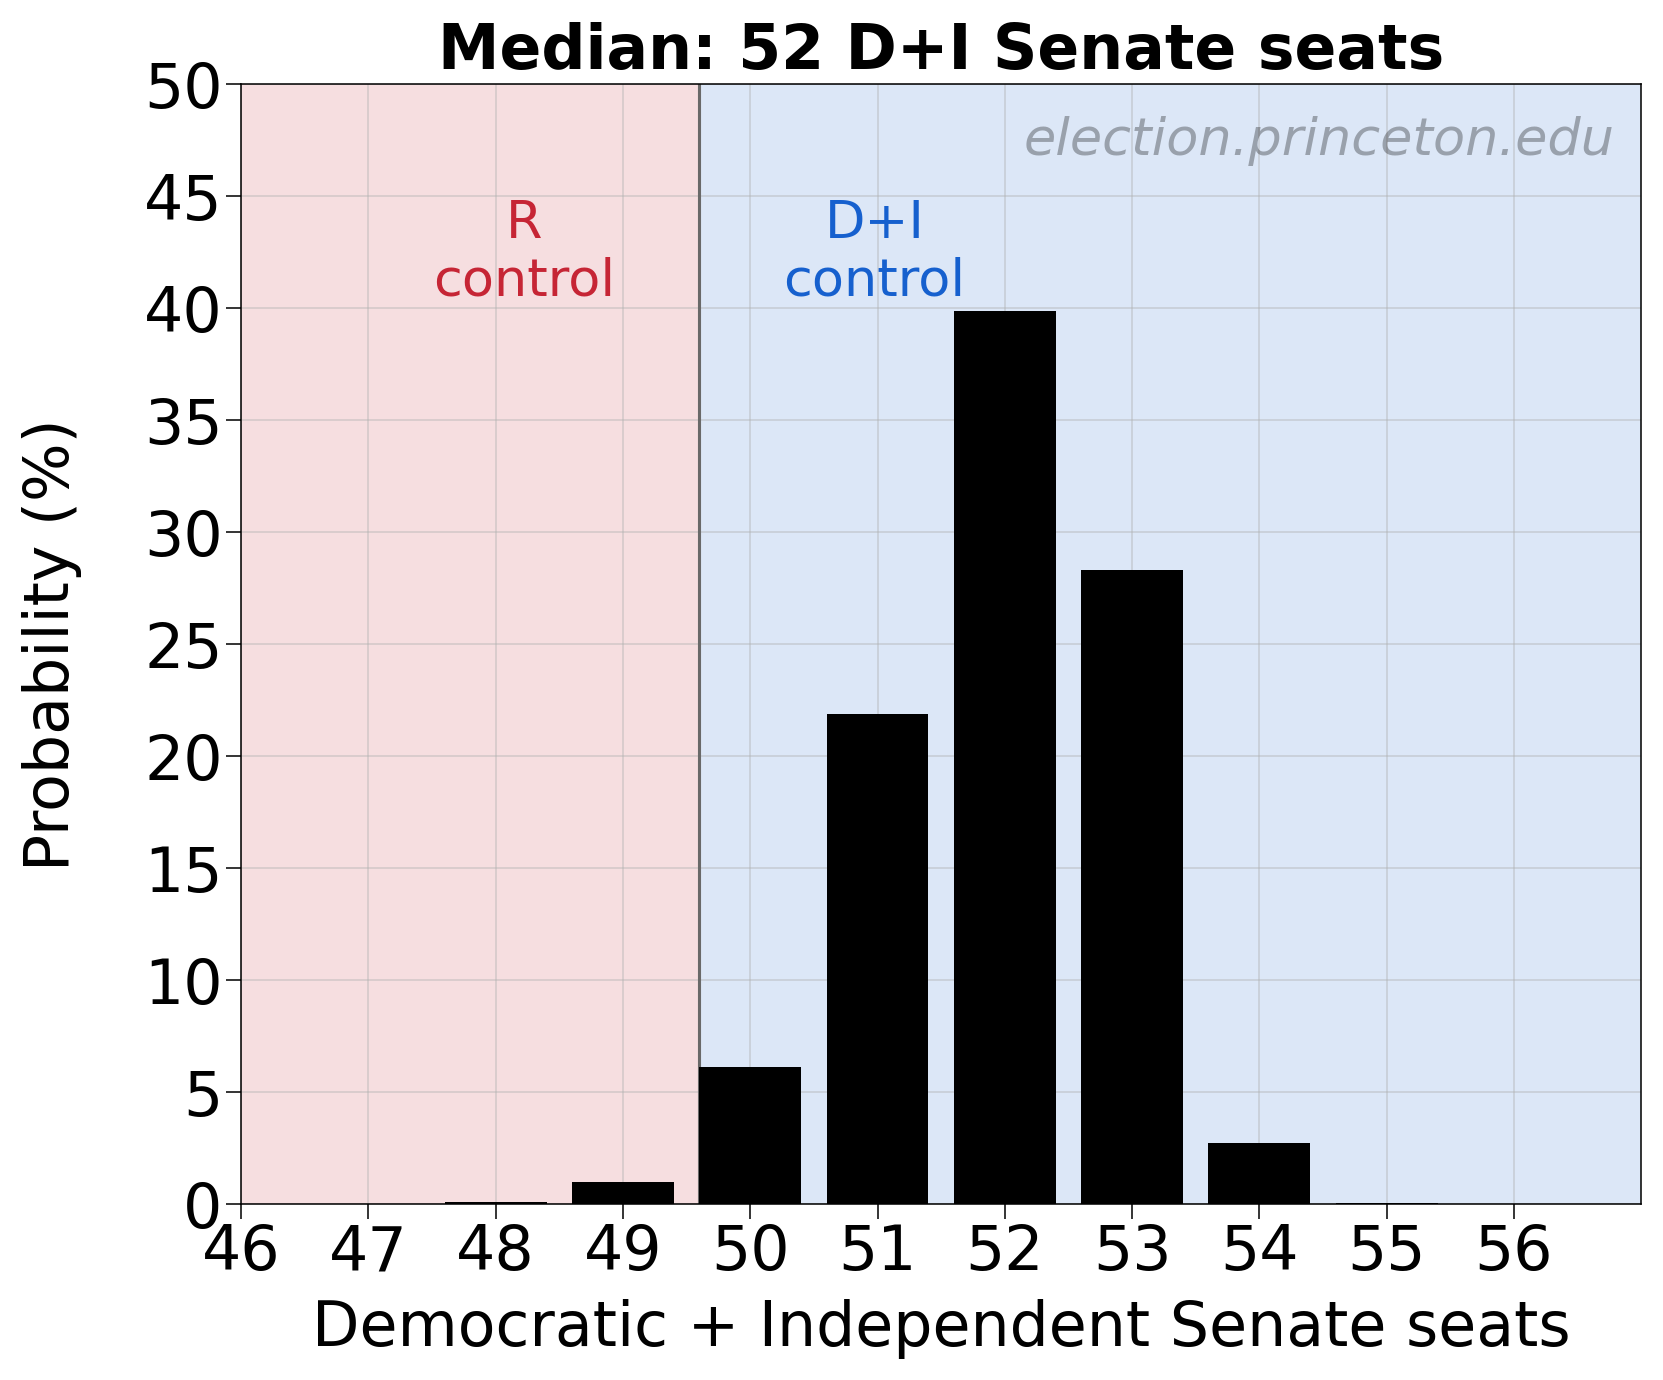 Median: 52 D+I Senate seats
election.princeton.edu
R
control
D+I
control
Probability (%)
50
45
40
35
30
25
20
15
10
5
0
46 47 48 49 50 51 52 53 54 55 56
Democratic + Independent Senate seats